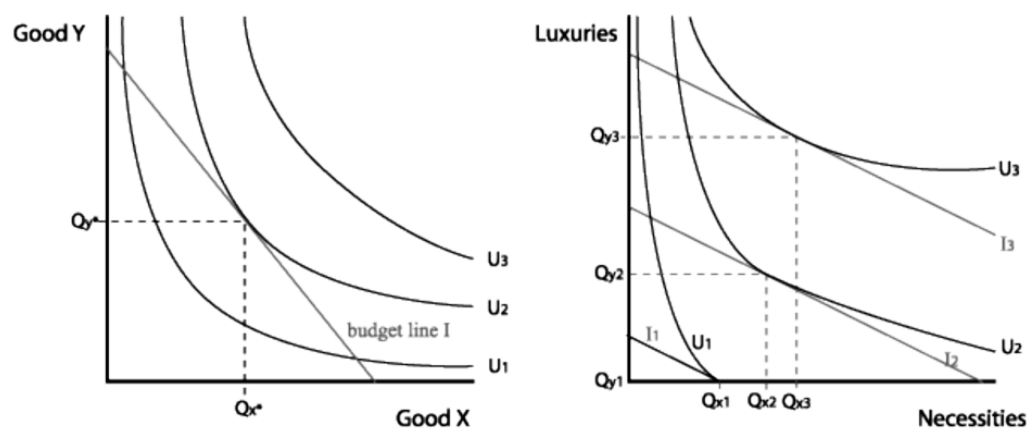 Good Y
Qy*
U3
U2
budget line I
U1
Qx*
Good X
Luxuries
Qy3
U3
I3
Qy2
I1
U1
U2
I2
Qy1
Qx1
Qx2
Qx3
Necessities